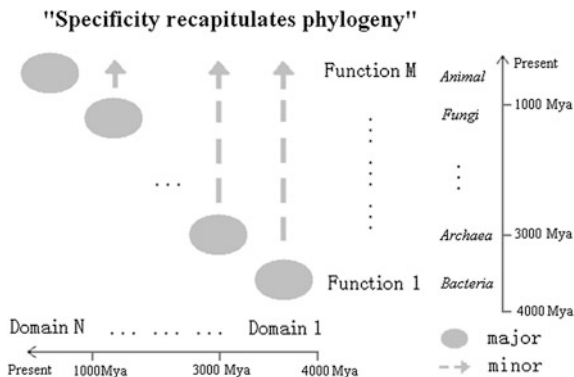 "Specificity recapitulates phylogeny"
Function M
Animal
Present
Fungi
1000 Mya
...
Archaea
3000 Mya
Function 1
Bacteria
4000 Mya
Domain N ... ... ... Domain 1
Present
1000Mya
3000 Mya
4000 Mya
major
minor